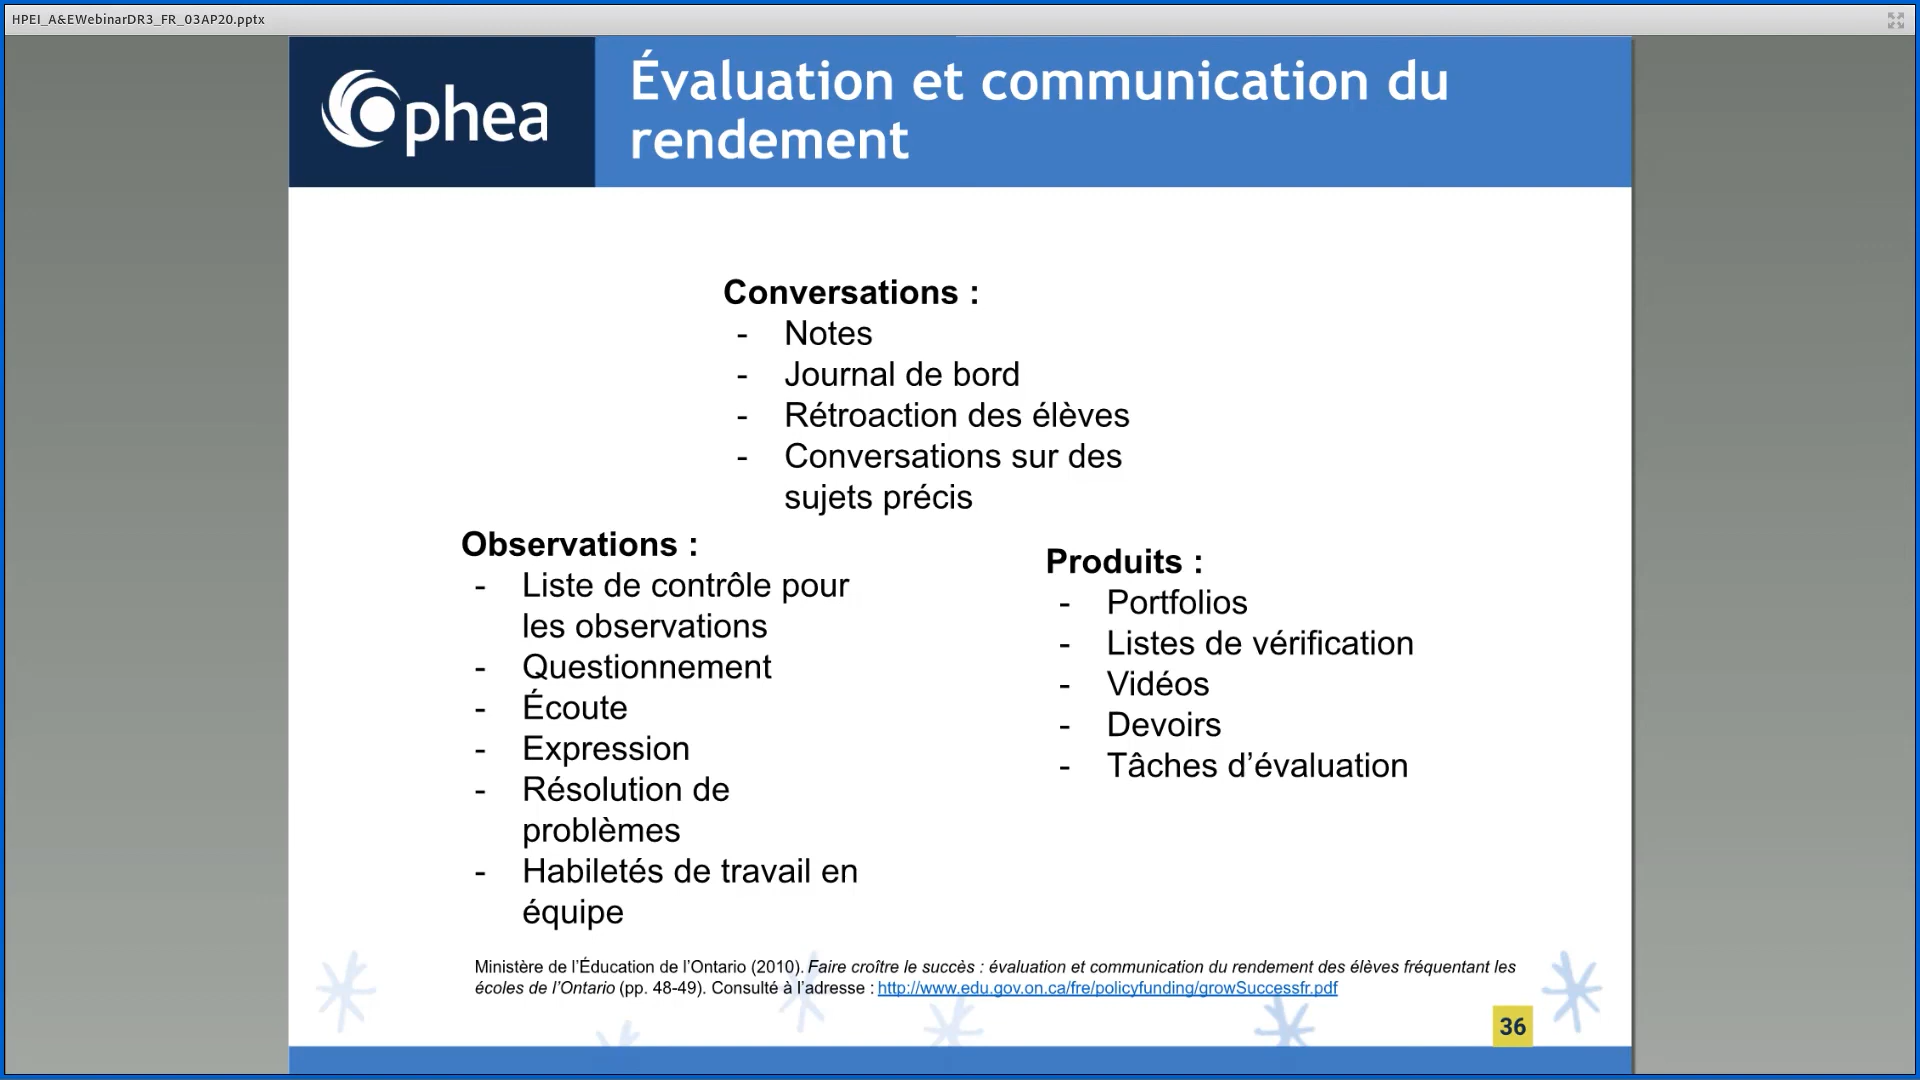 HPEI_A&EWebinarDR3_FR_03AP20.pptx
Ophea
Évaluation et communication du
rendement
Conversations :
- Notes
- Journal de bord
- Rétroaction des élèves
- Conversations sur des
sujets précis
Observations :
- Liste de contrôle pour
les observations
- Questionnement
- Écoute
- Expression
- Résolution de
problèmes
- Habiletés de travail en
équipe
Produits :
- Portfolios
- Listes de vérification
- Vidéos
- Devoirs
- Tâches d’évaluation
Ministère de l’Éducation de l’Ontario (2010). Faire croître le succès : évaluation et communication du rendement des élèves fréquentant les
écoles de l’Ontario (pp. 48-49). Consulté à l’adresse : http://www.edu.gov.on.ca/fre/policyfunding/growSuccessfr.pdf
36